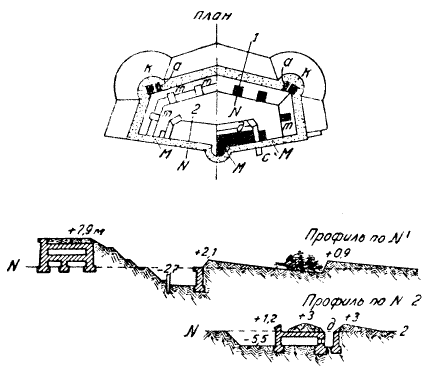 план
1
к а а к
т т 2 N т
M N M с M
+7,9м
N
-2,7
+2,1
Профиль по N 1
+0,9
Профиль по N 2
N
+1,2 +3 д +3
-5,5
2